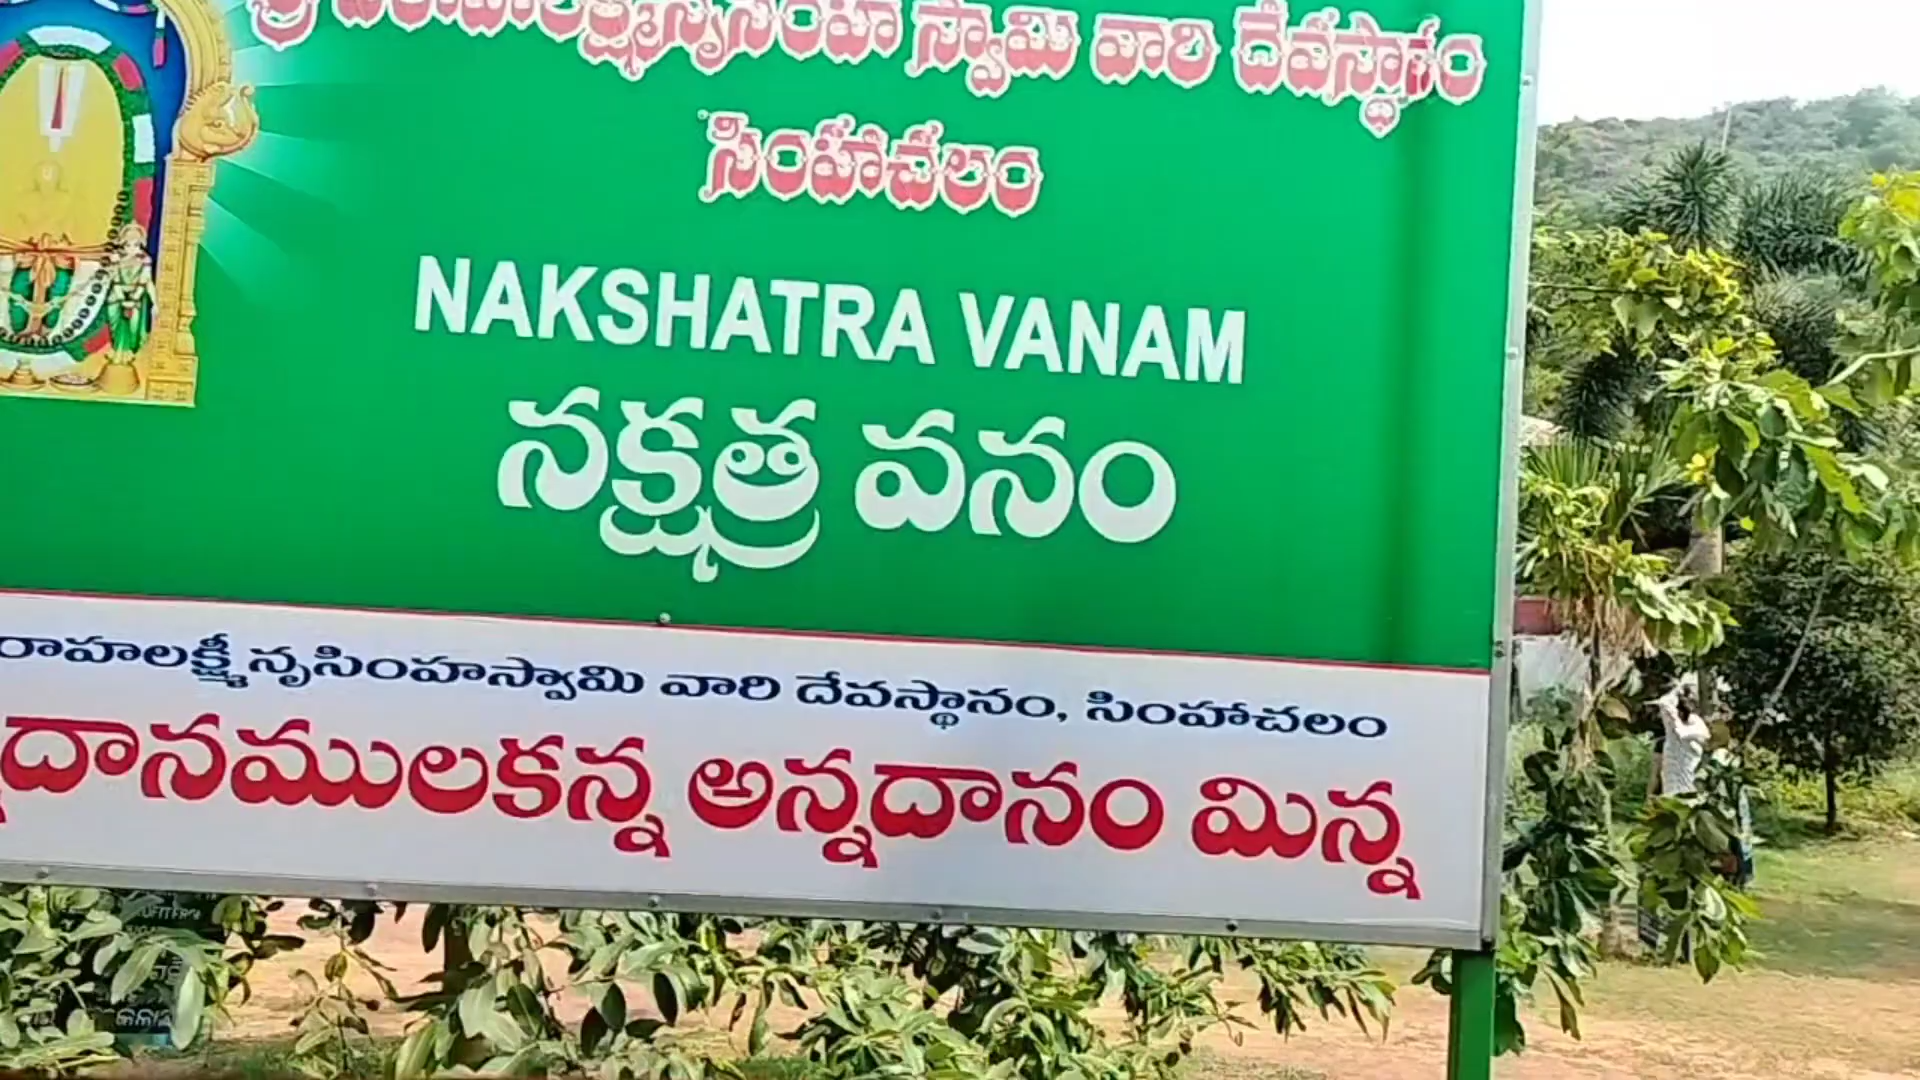 శ్రీ వరాహలక్ష్మీనృసింహ స్వామి వారి దేవస్థానం
సింహాచలం
NAKSHATRA VANAM
నక్షత్ర వనం
రాహలక్ష్మీనృసింహస్వామి వారి దేవస్థానం, సింహాచలం
దానములకన్న అన్నదానం మిన్న